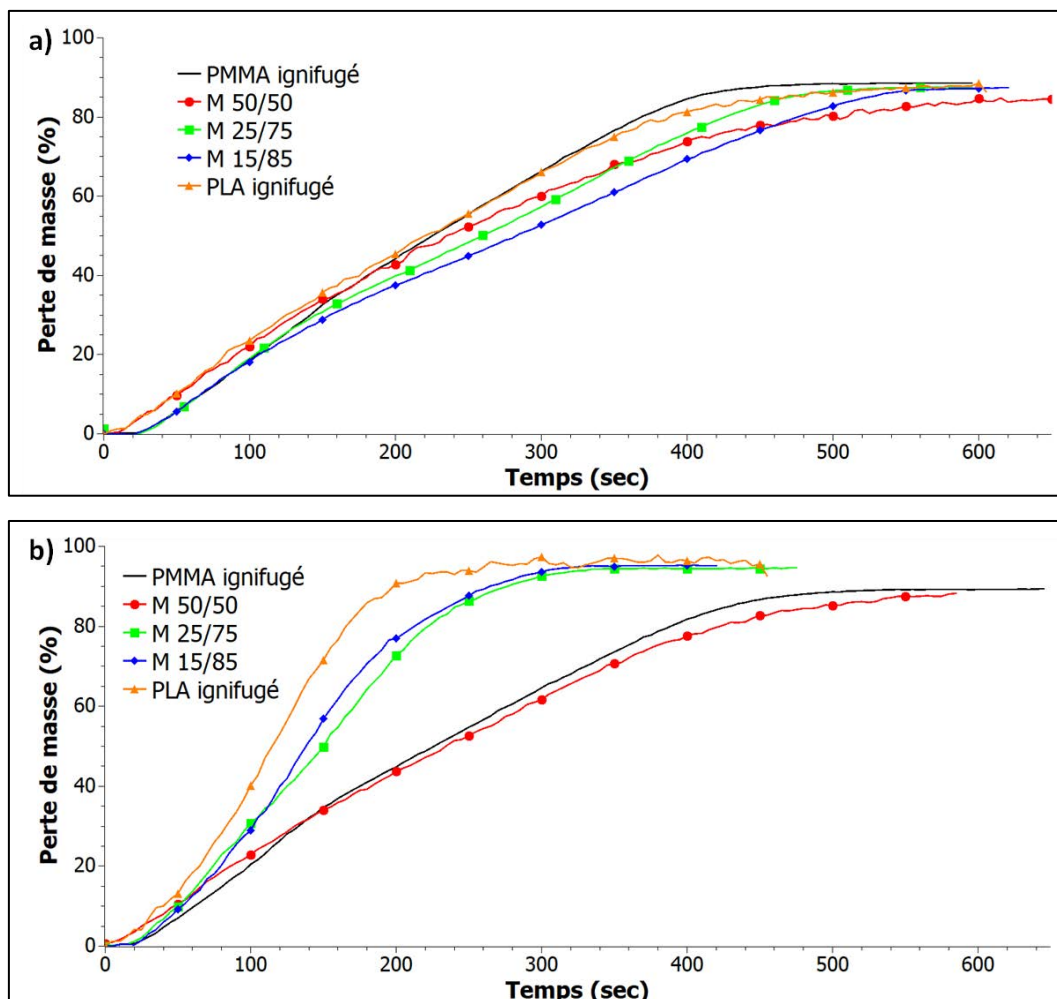 a)
PMMA ignifugé
M 50/50
M 25/75
M 15/85
PLA ignifugé
Perte de masse (%)
100
80
60
40
20
0
0 100 200 300 400 500 600
Temps (sec)
b)
PMMA ignifugé
M 50/50
M 25/75
M 15/85
PLA ignifugé
Perte de masse (%)
100
80
60
40
20
0
0 100 200 300 400 500 600
Temps (sec)